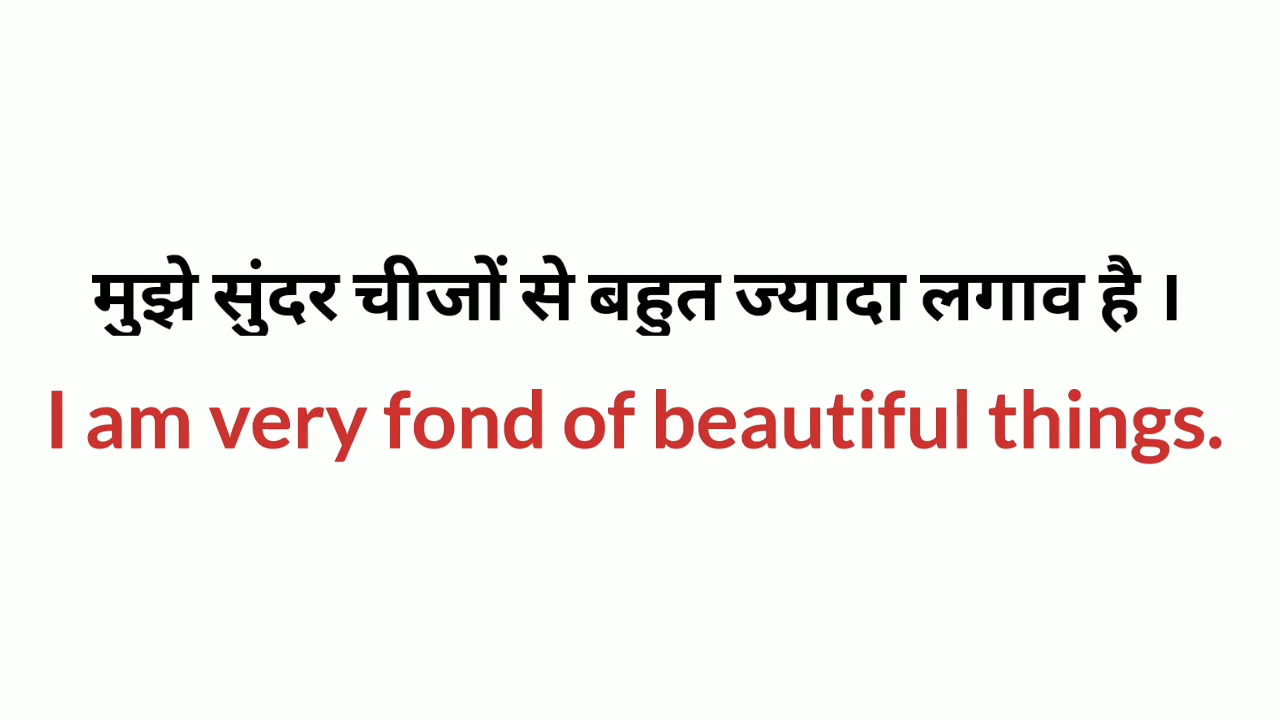 मुझे सुंदर चीजों से बहुत ज्यादा लगाव है ।
I am very fond of beautiful things.